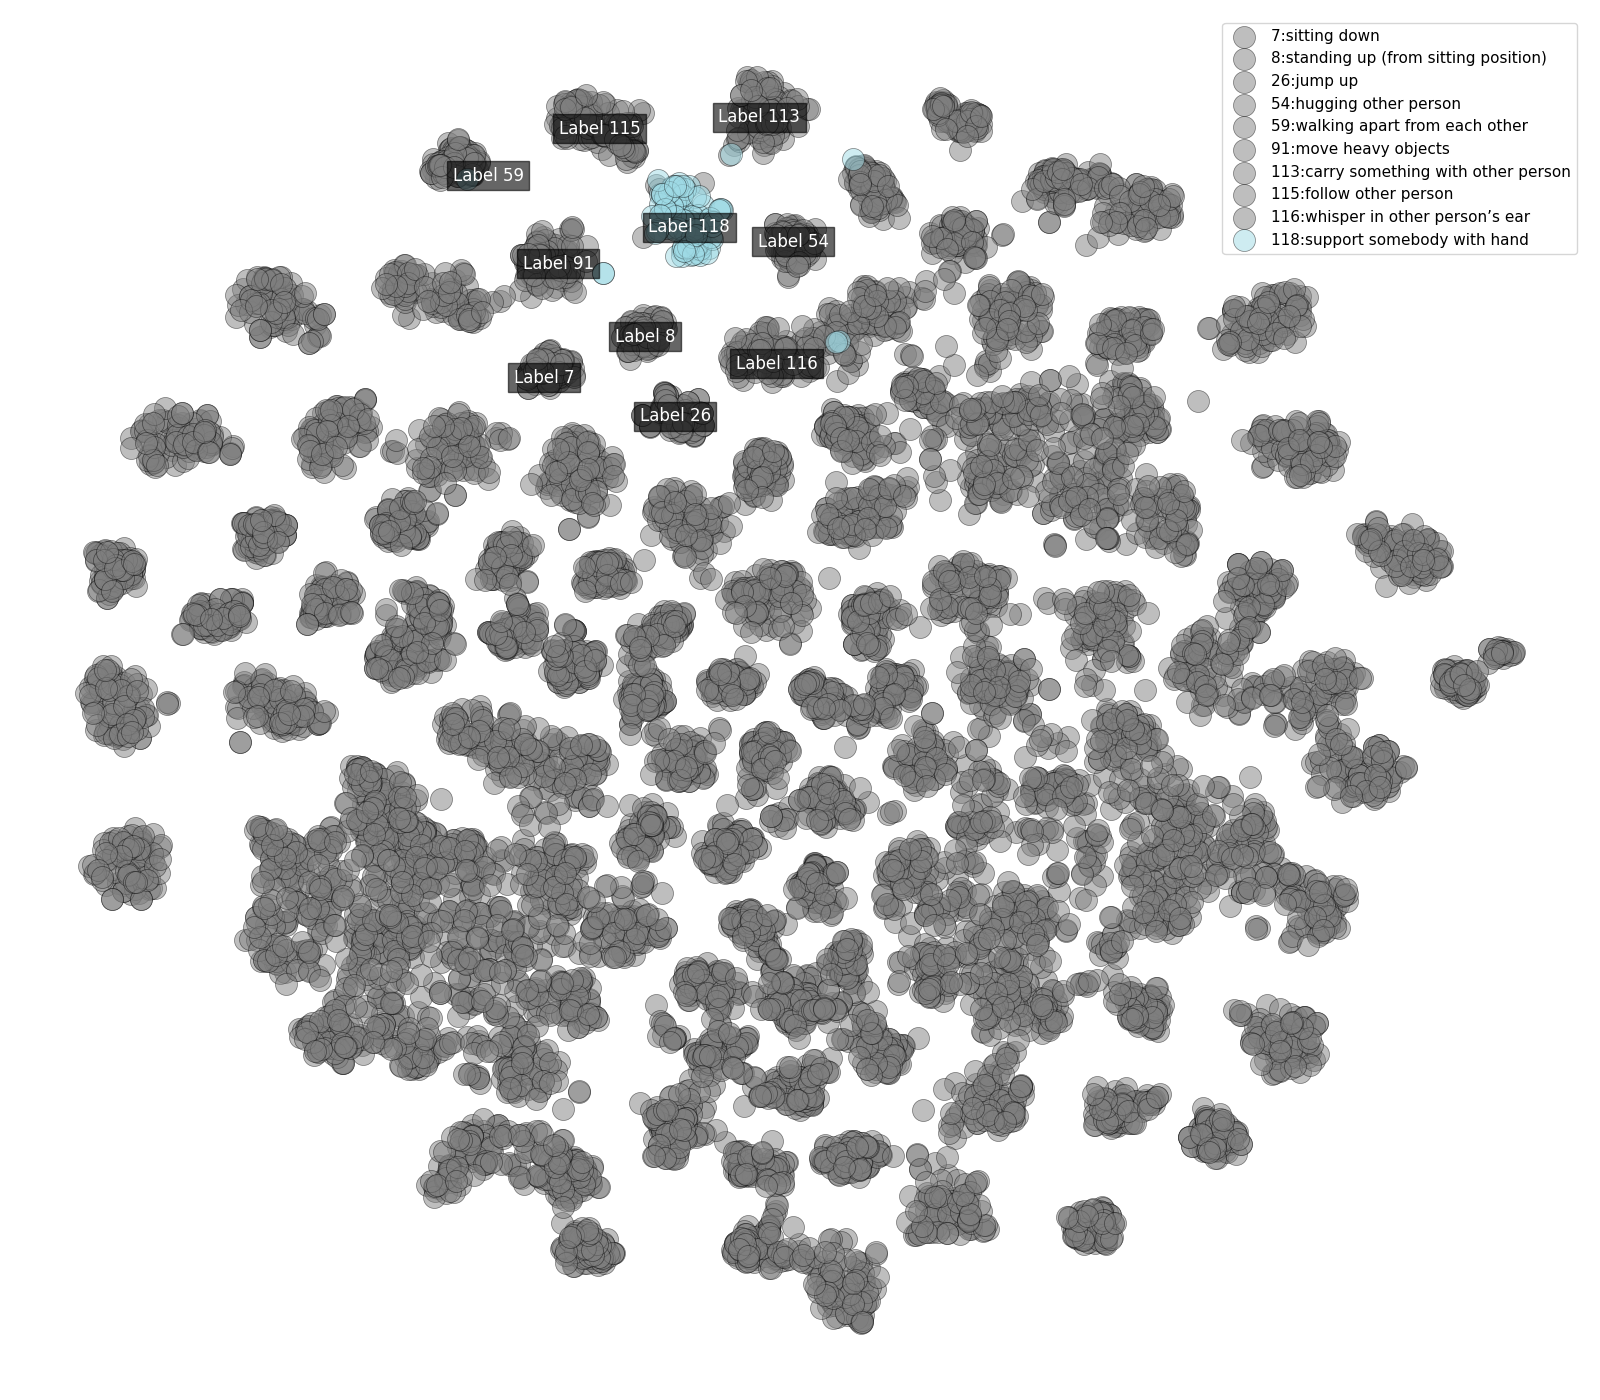 7:sitting down
8:standing up (from sitting position)
26:jump up
54:hugging other person
59:walking apart from each other
91:move heavy objects
113:carry something with other person
115:follow other person
116:whisper in other person’s ear
118:support somebody with hand
Label 113
Label 115
Label 59
Label 118
Label 54
Label 91
Label 8
Label 116
Label 7
Label 26